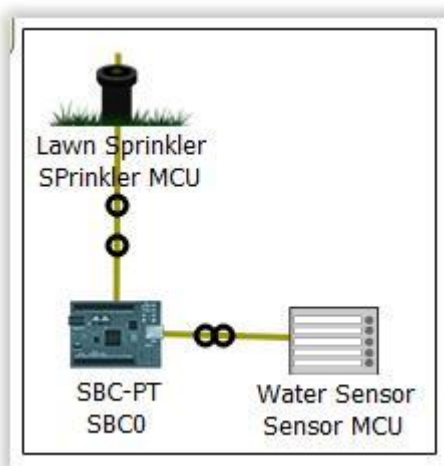 Lawn Sprinkler
SPrinkler MCU
SBC-PT
SBC0
Water Sensor
Sensor MCU